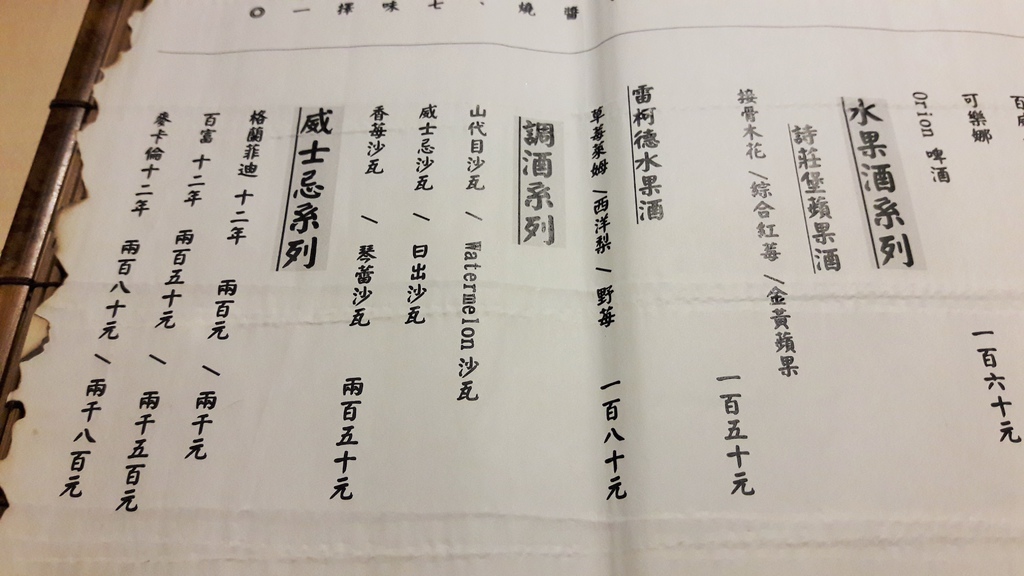 醬
燒
、
七
味
擇
一
◎
可樂娜
Orion 啤酒
一百六十元
水果酒系列
詩莊堡蘋果酒
接骨木花/綜合紅莓/金黃蘋果
一百五十元
雷柯德水果酒
草莓萊姆/西洋梨/野莓
一百八十元
調酒系列
山代目沙瓦 / Watermelon 沙瓦
威士忌沙瓦 / 日出沙瓦
香莓沙瓦 / 琴蕾沙瓦
兩百五十元
威士忌系列
格蘭菲迪 十二年 兩百元 / 兩千元
百富 十二年 兩百五十元 / 兩千五百元
麥卡倫十二年 兩百八十元 / 兩千八百元